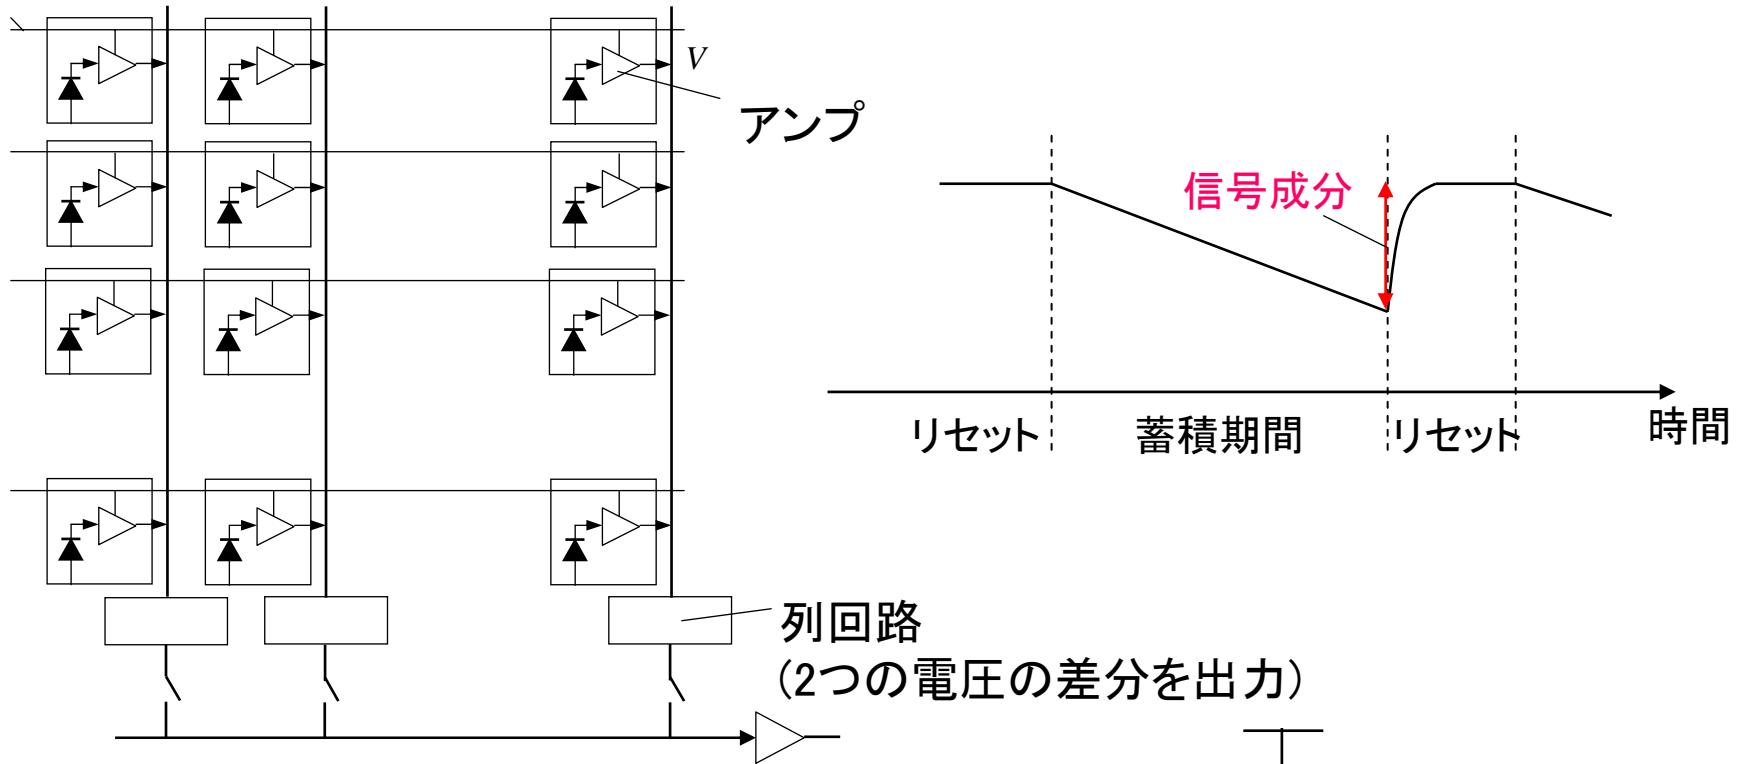 V
アンプ
信号成分
リセット
蓄積期間
リセット
時間
列回路
(2つの電圧の差分を出力)